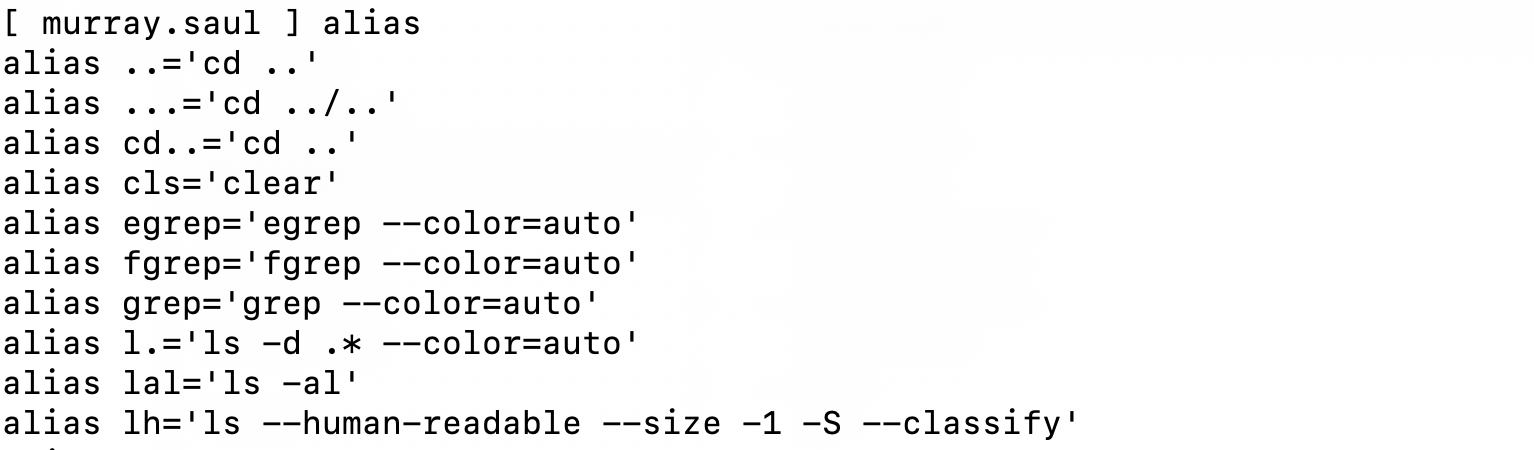 [ murray.saul ] alias
alias ..='cd ..'
alias ...='cd ../..'
alias cd..='cd ..'
alias cls='clear'
alias egrep='egrep --color=auto'
alias fgrep='fgrep --color=auto'
alias grep='grep --color=auto'
alias l.='ls -d .* --color=auto'
alias lal='ls -al'
alias lh='ls --human-readable --size -1 -S --classify'